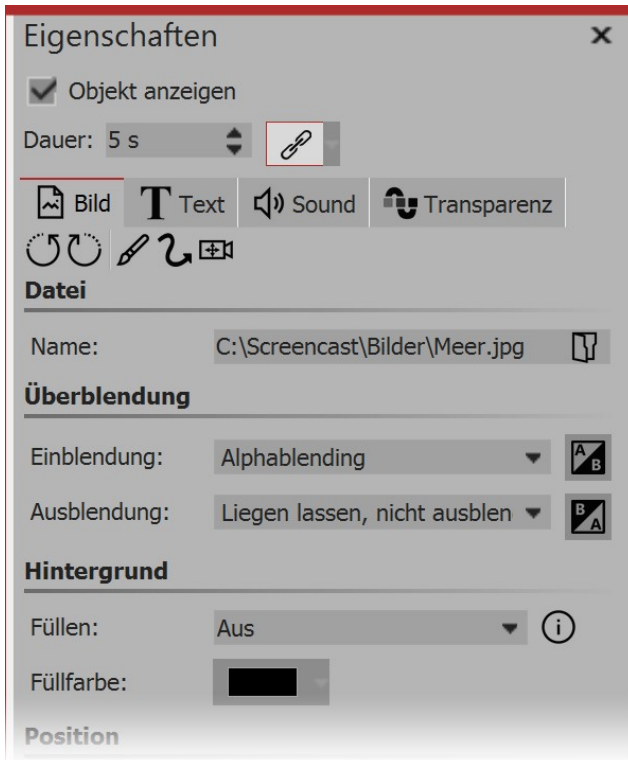 Eigenschaften
Objekt anzeigen
Dauer: 5 s
Bild Text Sound Transparenz
Datei
Name: C:\Screencast\Bilder\Meer.jpg
Überblendung
Einblendung: Alphablending A B
Ausblendung: Liegen lassen, nicht ausblen B A
Hintergrund
Füllen: Aus
Füllfarbe:
Position